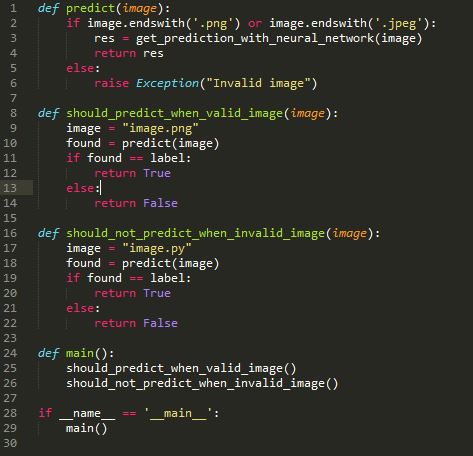 1 def predict(image):
2     if image.endswith('.png') or image.endswith('.jpeg'):
3         res = get_prediction_with_neural_network(image)
4         return res
5     else:
6         raise Exception("Invalid image")
7
8 def should_predict_when_valid_image(image):
9     image = "image.png"
10     found = predict(image)
11     if found == label:
12         return True
13     else:
14         return False
15
16 def should_not_predict_when_invalid_image(image):
17     image = "image.py"
18     found = predict(image)
19     if found == label:
20         return True
21     else:
22         return False
23
24 def main():
25     should_predict_when_valid_image()
26     should_not_predict_when_invalid_image()
27
28 if __name__ == '__main__':
29     main()
30